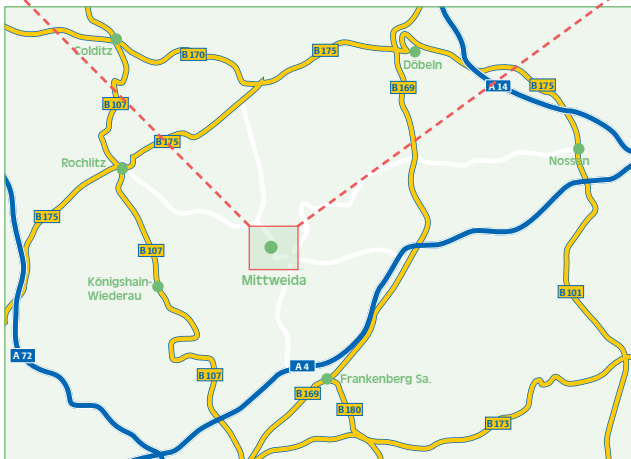 Colditz
B 170
B 175
Döbeln
B 169
A 14
B 175
B 107
B 175
Nossen
Rochlitz
B 175
B 107
Mittweida
Königshain-
Wiederau
B 101
A 72
A 4
B 107
B 169
Frankenberg Sa.
B 180
B 173